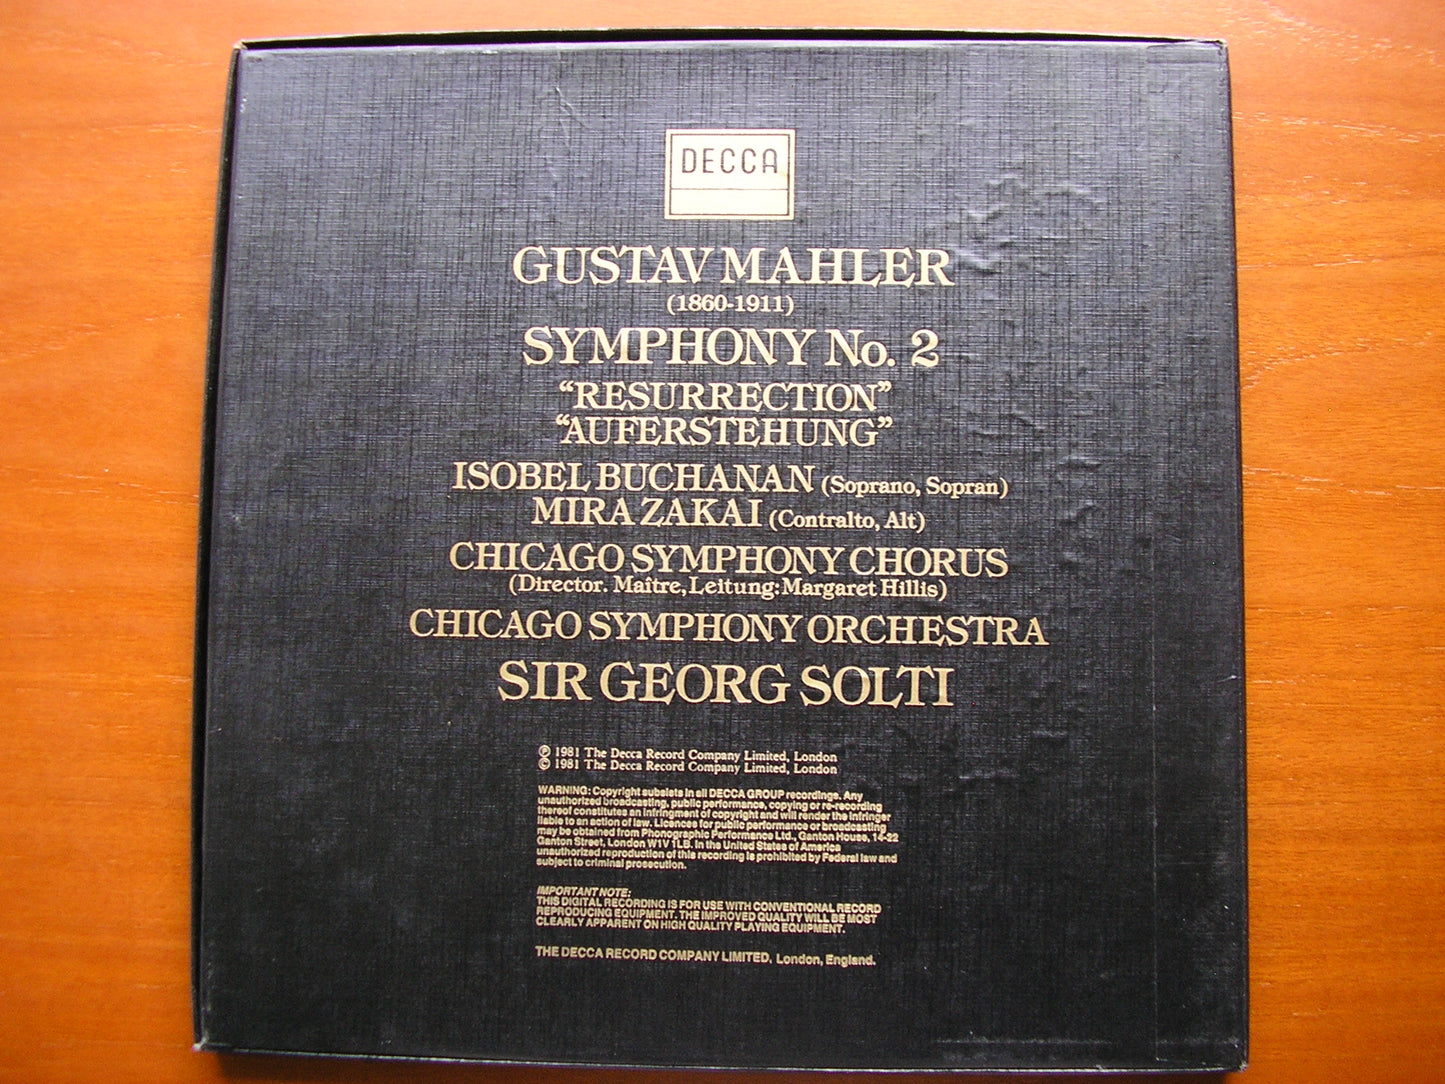 DECCA
GUSTAV MAHLER
(1860-1911)
SYMPHONY No. 2
“RESURRECTION”
“AUFERSTEHUNG”
ISOBEL BUCHANAN (Soprano, Sopran)
MIRA ZAKAI (Contralto, Alt)
CHICAGO SYMPHONY CHORUS
(Director. Maître, Leitung: Margaret Hillis)
CHICAGO SYMPHONY ORCHESTRA
SIR GEORG SOLTI
℗ 1981 The Decca Record Company Limited, London
© 1981 The Decca Record Company Limited, London
WARNING: Copyright subsists in all DECCA GROUP recordings. Any
unauthorized broadcasting, public performance, copying or re-recording
thereof constitutes an infringment of copyright and will render the infringer
liable to an action of law. Licences for public performance or broadcasting
may be obtained from Phonographic Performance Ltd., Ganton House, 14-22
Ganton Street, London W1V 1LB. In the United States of America
unauthorized reproduction of this recording is prohibited by Federal law and
subject to criminal prosecution.
IMPORTANT NOTE:
THIS DIGITAL RECORDING IS FOR USE WITH CONVENTIONAL RECORD
REPRODUCING EQUIPMENT. THE IMPROVED QUALITY WILL BE MOST
CLEARLY APPARENT ON HIGH QUALITY PLAYING EQUIPMENT.
THE DECCA RECORD COMPANY LIMITED. London, England.